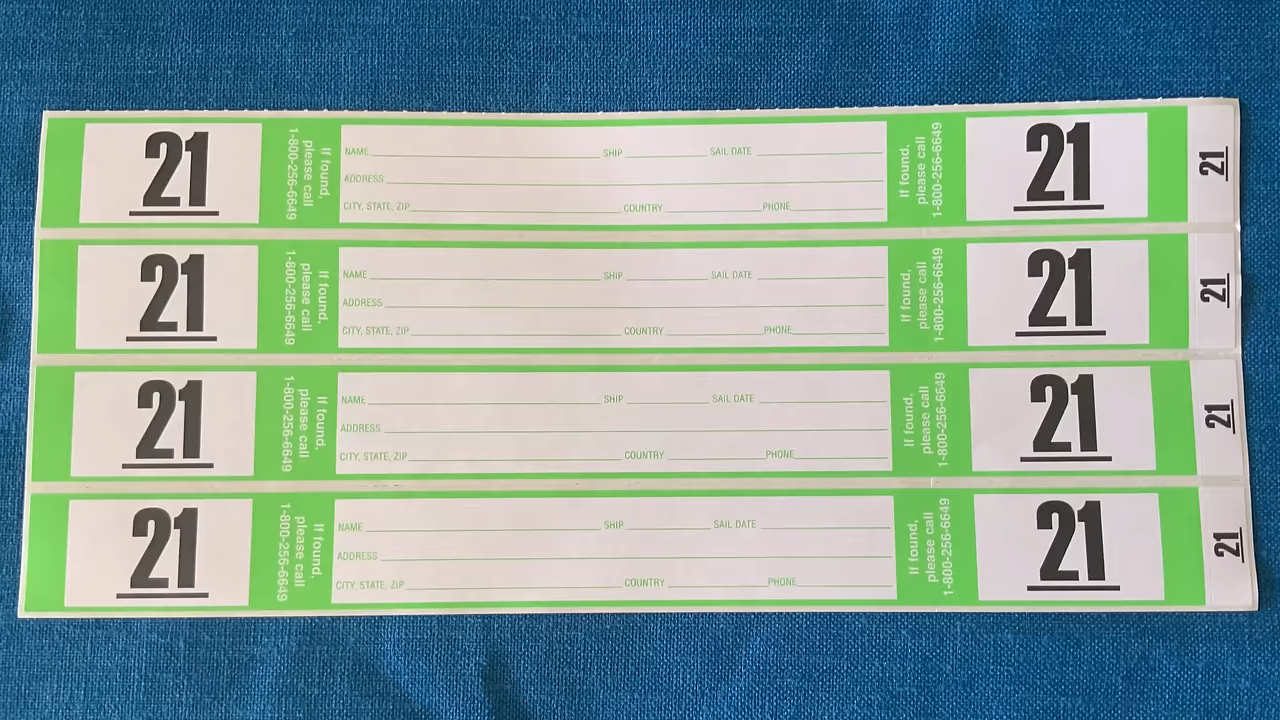 21
If found,
please call
1-800-256-6649
NAME SHIP SAIL DATE
ADDRESS
CITY, STATE, ZIP COUNTRY PHONE
If found,
please call
1-800-256-6649
21
21
21
If found,
please call
1-800-256-6649
NAME SHIP SAIL DATE
ADDRESS
CITY, STATE, ZIP COUNTRY PHONE
If found,
please call
1-800-256-6649
21
21
21
If found,
please call
1-800-256-6649
NAME SHIP SAIL DATE
ADDRESS
CITY, STATE, ZIP COUNTRY PHONE
If found,
please call
1-800-256-6649
21
21
21
If found,
please call
1-800-256-6649
NAME SHIP SAIL DATE
ADDRESS
CITY, STATE, ZIP COUNTRY PHONE
If found,
please call
1-800-256-6649
21
21